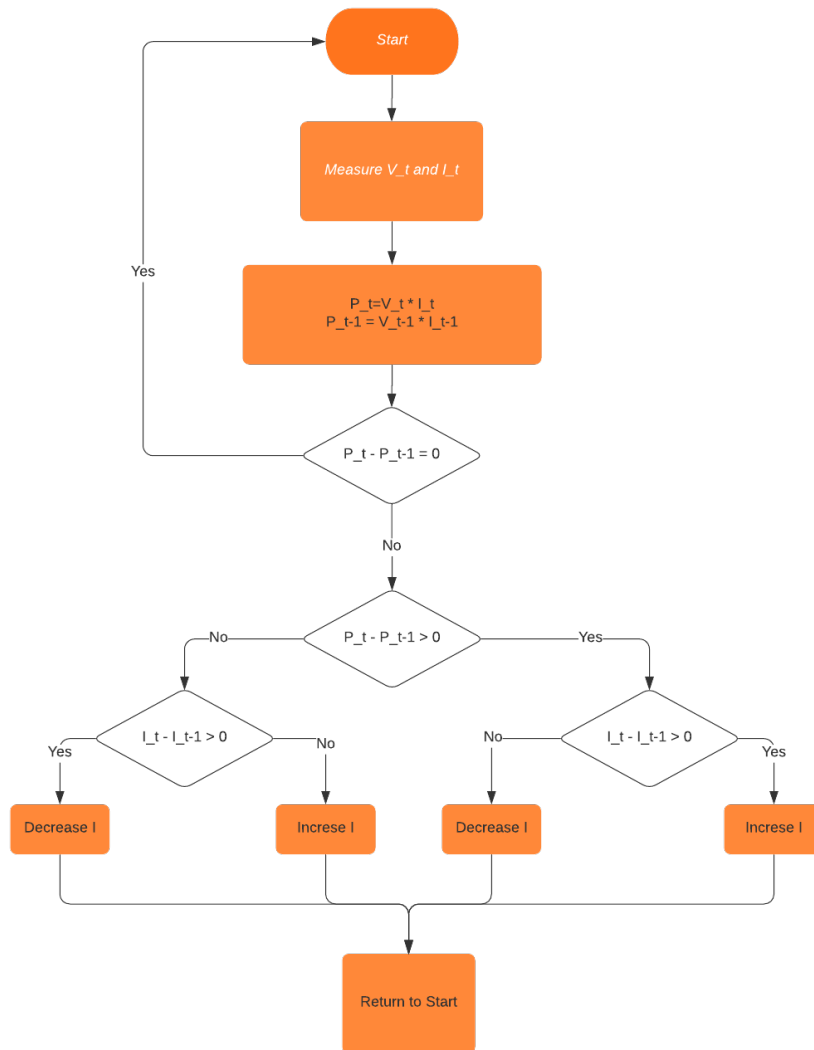 Start
Measure V_t and I_t
Yes
P_t=V_t * I_t
P_t-1 = V_t-1 * I_t-1
P_t - P_t-1 = 0
No
P_t - P_t-1 > 0
No
Yes
I_t - I_t-1 > 0
I_t - I_t-1 > 0
Yes
No
No
Yes
Decrease I
Increse I
Decrease I
Increse I
Return to Start